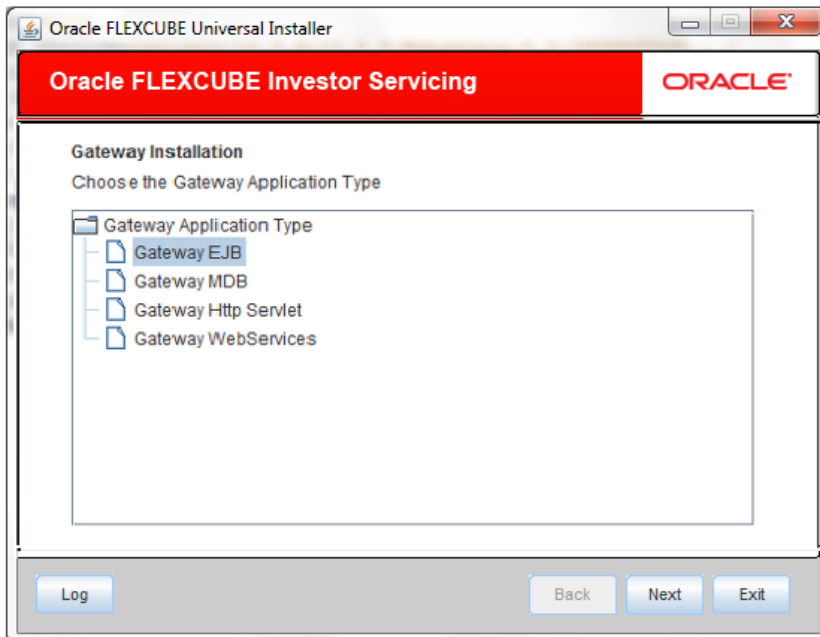 Oracle FLEXCUBE Universal Installer
Oracle FLEXCUBE Investor Servicing
ORACLE
Gateway Installation
Choose the Gateway Application Type
Gateway Application Type
Gateway EJB
Gateway MDB
Gateway Http Servlet
Gateway WebServices
Log Back Next Exit